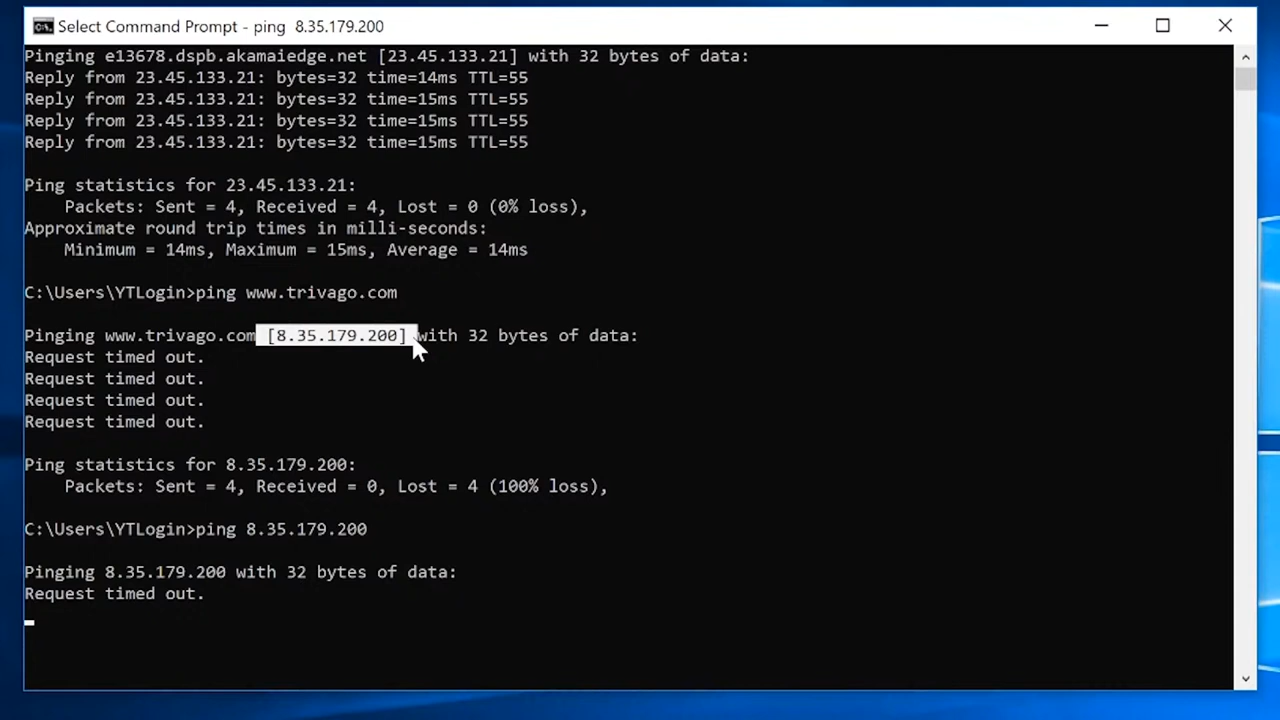 Select Command Prompt - ping 8.35.179.200
Pinging e13678.dspb.akamaiedge.net [23.45.133.21] with 32 bytes of data:
Reply from 23.45.133.21: bytes=32 time=14ms TTL=55
Reply from 23.45.133.21: bytes=32 time=15ms TTL=55
Reply from 23.45.133.21: bytes=32 time=15ms TTL=55
Reply from 23.45.133.21: bytes=32 time=15ms TTL=55
Ping statistics for 23.45.133.21:
Packets: Sent = 4, Received = 4, Lost = 0 (0% loss),
Approximate round trip times in milli-seconds:
Minimum = 14ms, Maximum = 15ms, Average = 14ms
C:\Users\YTLogin>ping www.trivago.com
Pinging www.trivago.com [8.35.179.200] with 32 bytes of data:
Request timed out.
Request timed out.
Request timed out.
Request timed out.
Ping statistics for 8.35.179.200:
Packets: Sent = 4, Received = 0, Lost = 4 (100% loss),
C:\Users\YTLogin>ping 8.35.179.200
Pinging 8.35.179.200 with 32 bytes of data:
Request timed out.